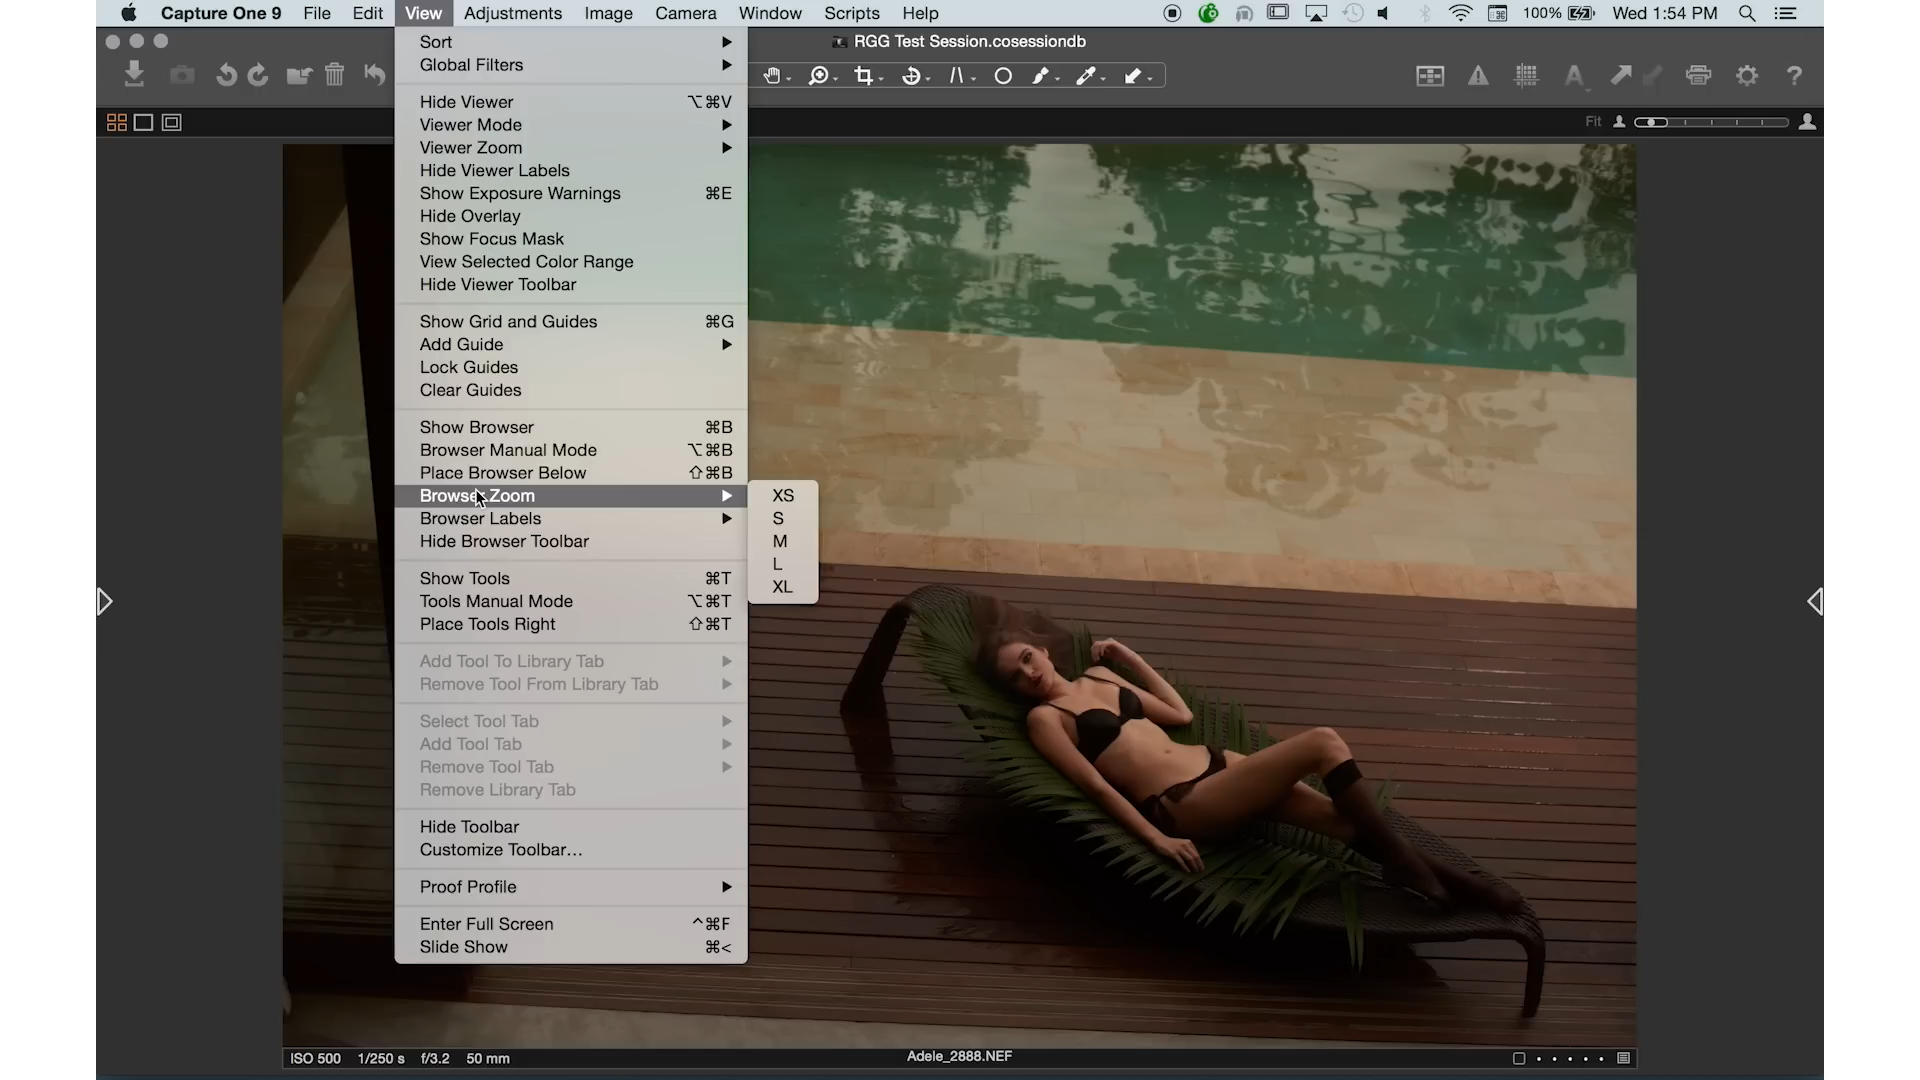 Capture One 9 File Edit View Adjustments Image Camera Window Scripts Help 100% Wed 1:54 PM
RGG Test Session.cosessiondb
Fit
Sort
Global Filters
Hide Viewer ⌥⌘V
Viewer Mode
Viewer Zoom
Hide Viewer Labels
Show Exposure Warnings ⌘E
Hide Overlay
Show Focus Mask
View Selected Color Range
Hide Viewer Toolbar
Show Grid and Guides ⌘G
Add Guide
Lock Guides
Clear Guides
Show Browser ⌘B
Browser Manual Mode ⌥⌘B
Place Browser Below ⇧⌘B
Browser Zoom
Browser Labels
Hide Browser Toolbar
Show Tools ⌘T
Tools Manual Mode ⌥⌘T
Place Tools Right ⇧⌘T
Add Tool To Library Tab
Remove Tool From Library Tab
Select Tool Tab
Add Tool Tab
Remove Tool Tab
Remove Library Tab
Hide Toolbar
Customize Toolbar...
Proof Profile
Enter Full Screen ^⌘F
Slide Show ⌘<
XS
S
M
L
XL
ISO 500 1/250 s f/3.2 50 mm
Adele_2888.NEF